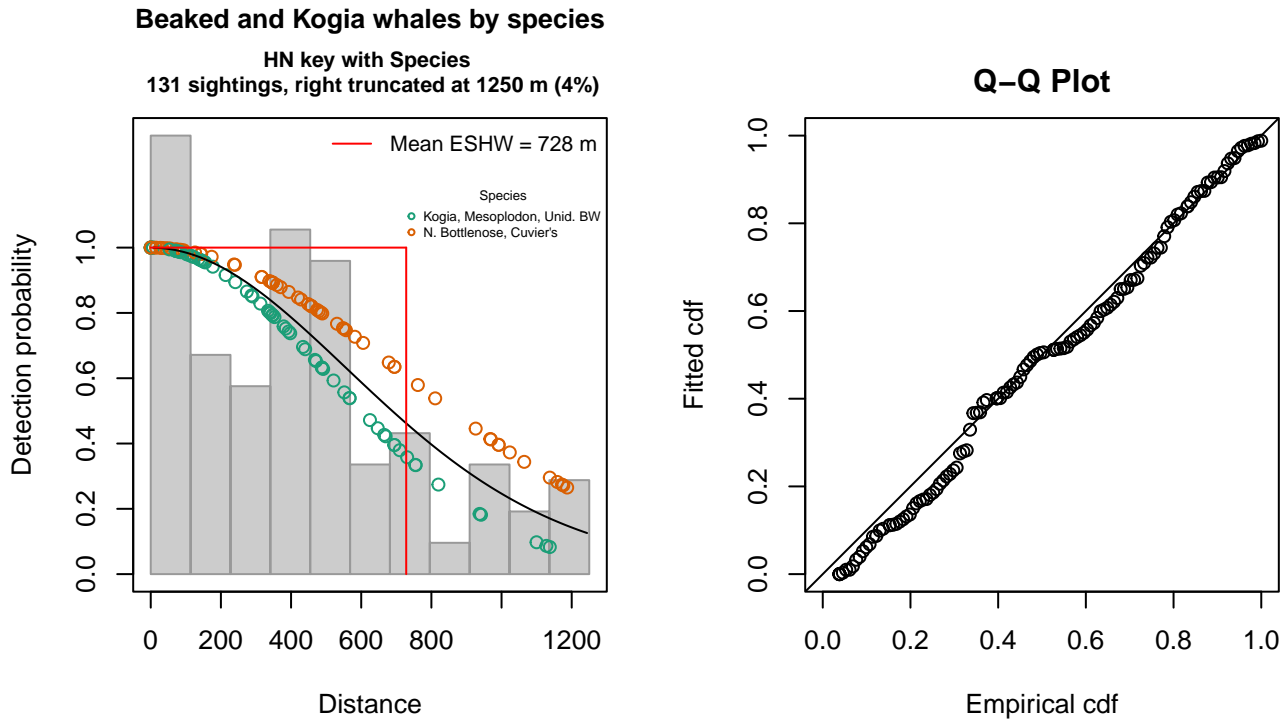 Beaked and Kogia whales by species
HN key with Species
131 sightings, right truncated at 1250 m (4%)
Mean ESHW = 728 m
Species
Kogia, Mesoplodon, Unid. BW
N. Bottlenose, Cuvier's
Detection probability
1.0
0.8
0.6
0.4
0.2
0.0
0 200 400 600 800 1200
Distance
Q−Q Plot
Fitted cdf
1.0
0.8
0.6
0.4
0.2
0.0
0.0 0.2 0.4 0.6 0.8 1.0
Empirical cdf